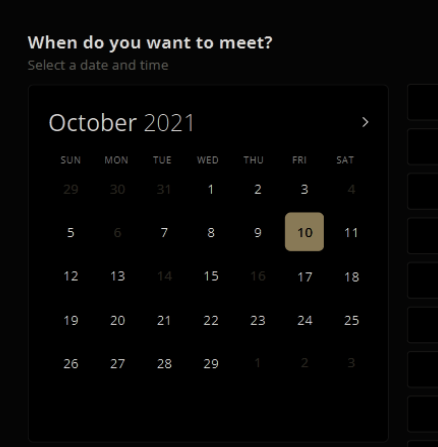 When do you want to meet?
Select a date and time
October 2021 >
SUN MON TUE WED THU FRI SAT
29 30 31 1 2 3 4
5 6 7 8 9 10 11
12 13 14 15 16 17 18
19 20 21 22 23 24 25
26 27 28 29 1 2 3